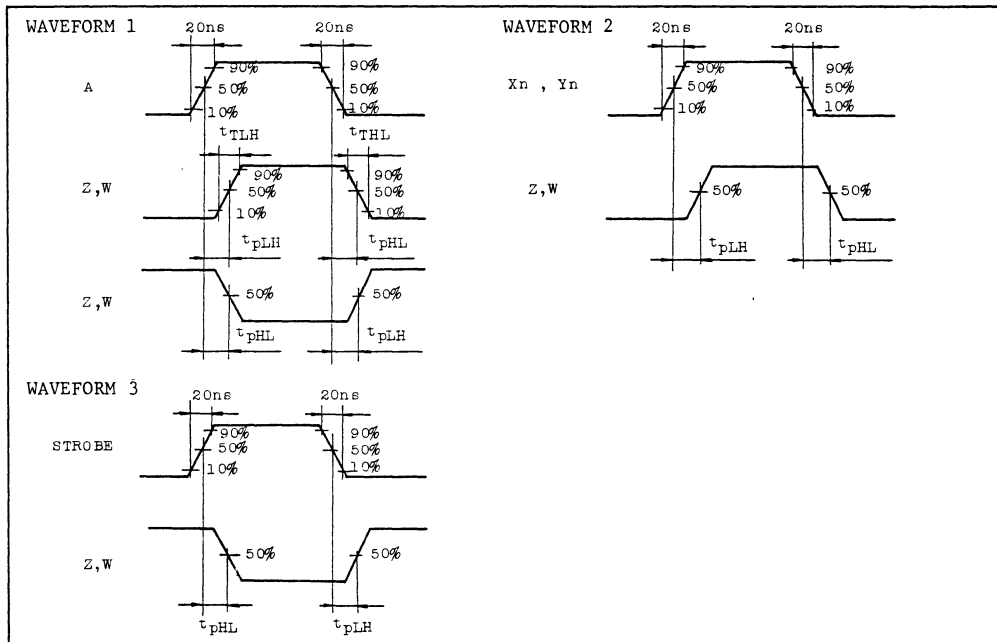 WAVEFORM 1
20ns 20ns
90% 90%
A 50% 50%
10% 10%
tTLH tTHL
90% 90%
Z,W 50% 50%
10% 10%
tpLH tpHL
Z,W 50% 50%
tpHL tpLH
WAVEFORM 2
20ns 20ns
90% 90%
Xn , Yn 50% 50%
10% 10%
Z,W 50% 50%
tpLH tpHL
WAVEFORM 3
20ns 20ns
90% 90%
STROBE 50% 50%
10% 10%
Z,W 50% 50%
tpHL tpLH